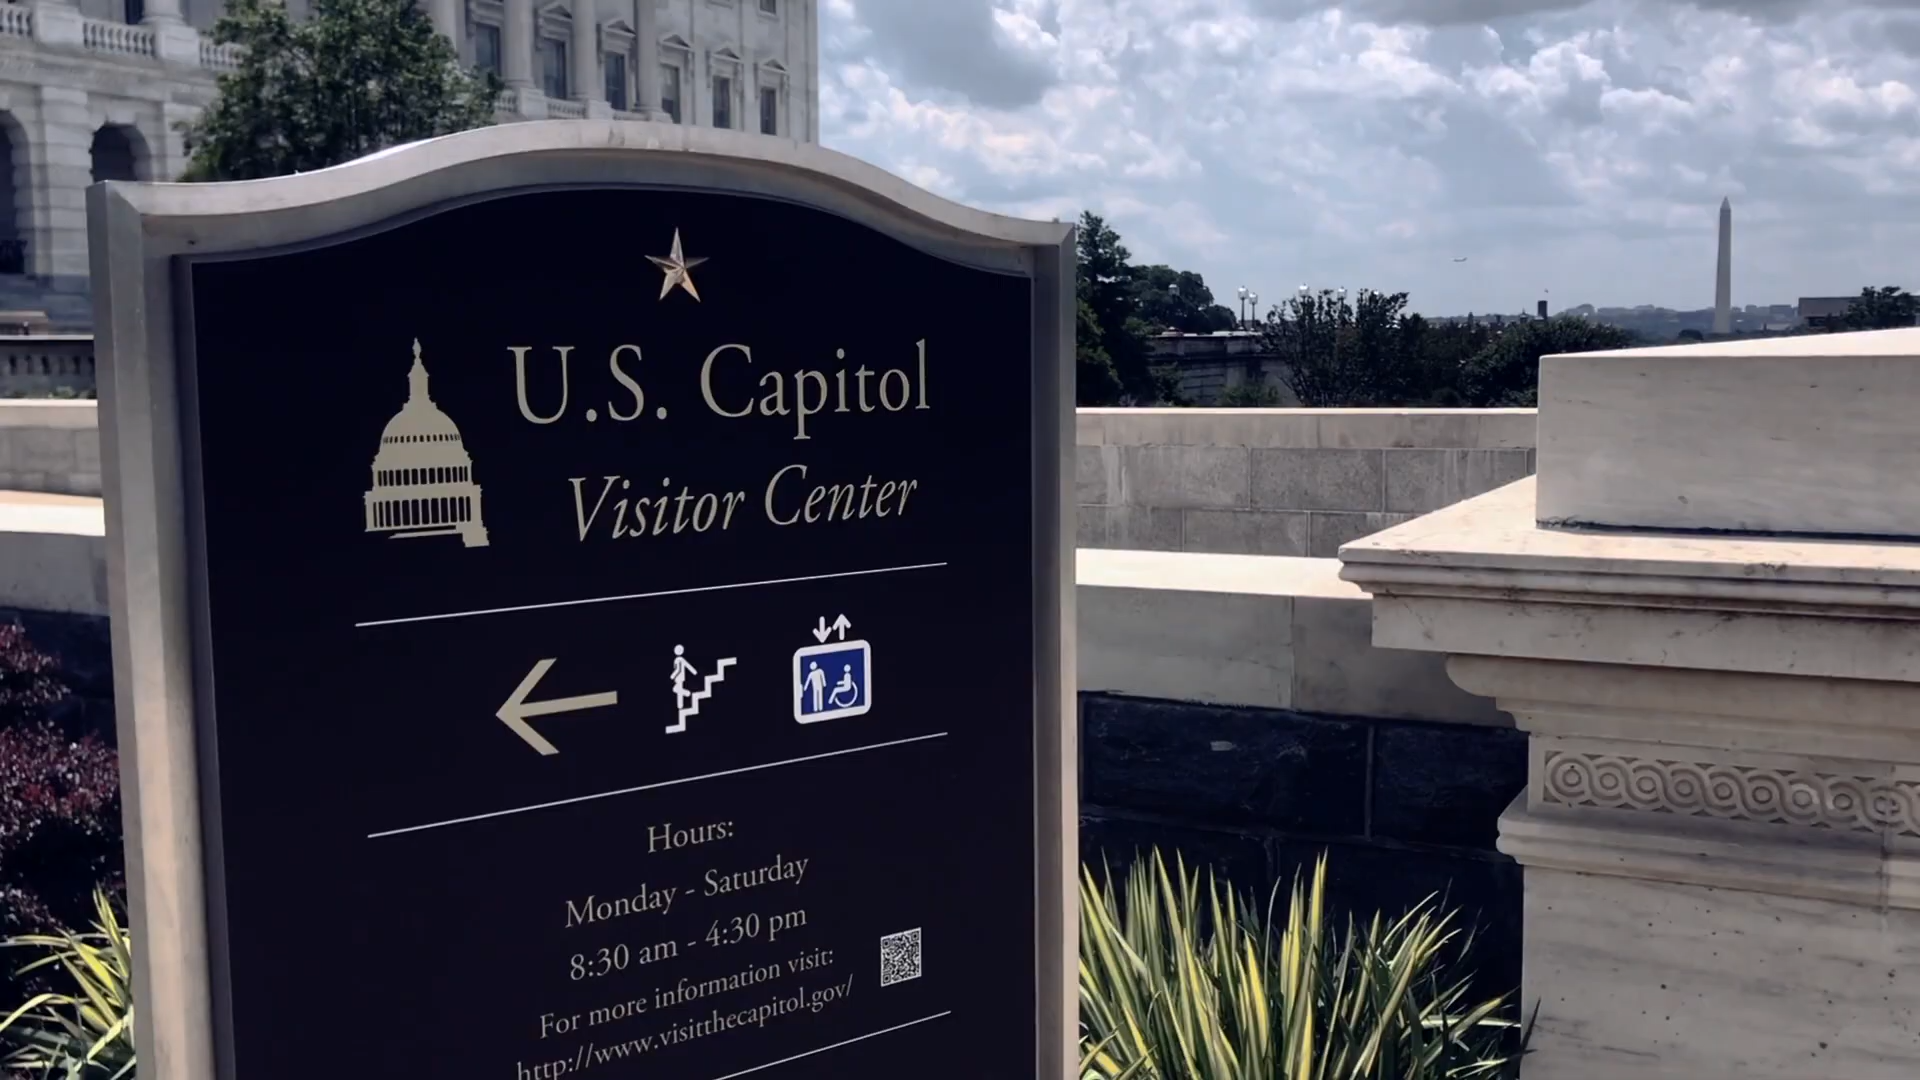 U.S. Capitol
Visitor Center
Hours:
Monday - Saturday
8:30 am - 4:30 pm
For more information visit:
http://www.visitthecapitol.gov/